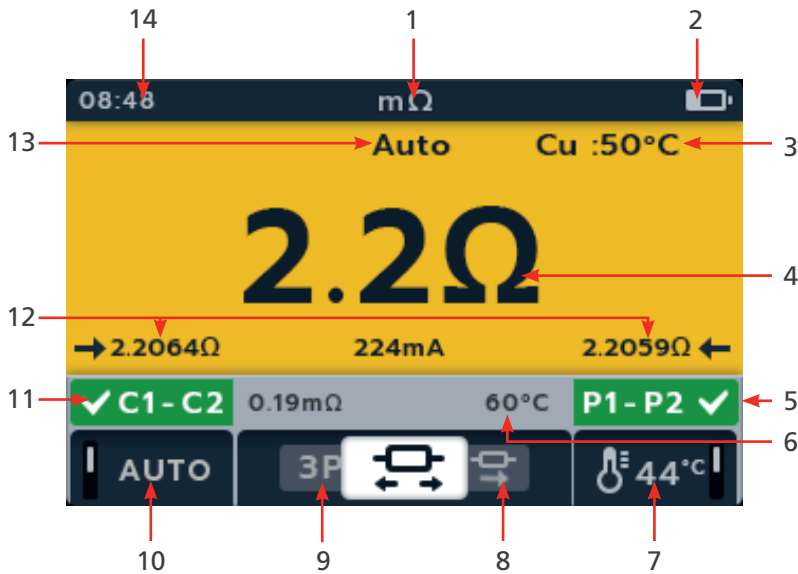 14 1 2
08:48 mΩ
13 Auto Cu :50°C 3
2.2Ω 4
12
→2.2064Ω 224mA 2.2059Ω←
11 ✓C1-C2 0.19mΩ 60°C P1-P2 ✓ 5
6
AUTO 3P 44°C
10 9 8 7